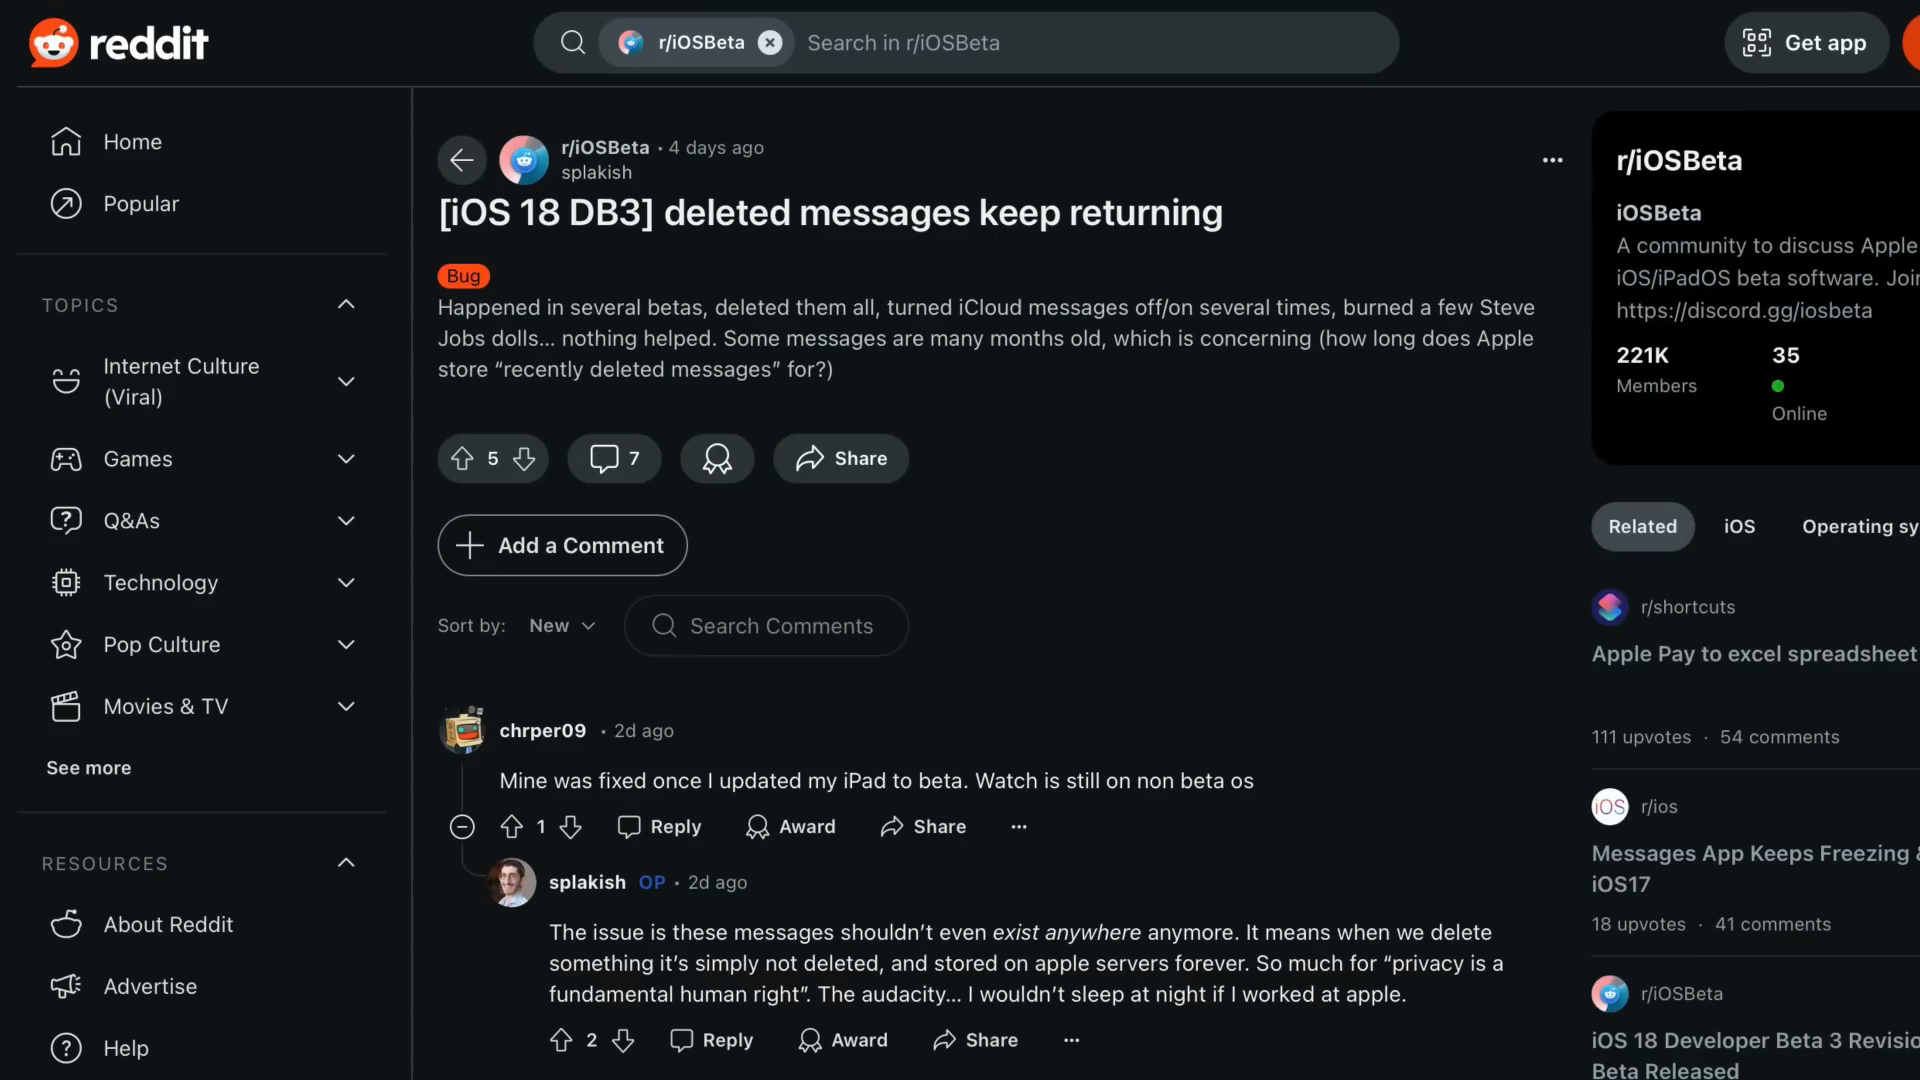 reddit
r/iOSBeta
Search in r/iOSBeta
Get app
Home
Popular
TOPICS
Internet Culture
(Viral)
Games
Q&As
Technology
Pop Culture
Movies & TV
See more
RESOURCES
About Reddit
Advertise
Help
r/iOSBeta • 4 days ago
splakish
[iOS 18 DB3] deleted messages keep returning
Bug
Happened in several betas, deleted them all, turned iCloud messages off/on several times, burned a few Steve
Jobs dolls... nothing helped. Some messages are many months old, which is concerning (how long does Apple
store “recently deleted messages” for?)
5
7
Share
Add a Comment
Sort by: New
Search Comments
chrper09 • 2d ago
Mine was fixed once I updated my iPad to beta. Watch is still on non beta os
1 Reply Award Share
splakish OP • 2d ago
The issue is these messages shouldn’t even exist anywhere anymore. It means when we delete
something it’s simply not deleted, and stored on apple servers forever. So much for “privacy is a
fundamental human right”. The audacity... I wouldn’t sleep at night if I worked at apple.
2 Reply Award Share
r/iOSBeta
iOSBeta
A community to discuss Apple
iOS/iPadOS beta software. Join
https://discord.gg/iosbeta
221K 35
Members
Online
Related iOS Operating sy
r/shortcuts
Apple Pay to excel spreadsheet
111 upvotes · 54 comments
iOS r/ios
Messages App Keeps Freezing &
iOS17
18 upvotes · 41 comments
r/iOSBeta
iOS 18 Developer Beta 3 Revisio
Beta Released